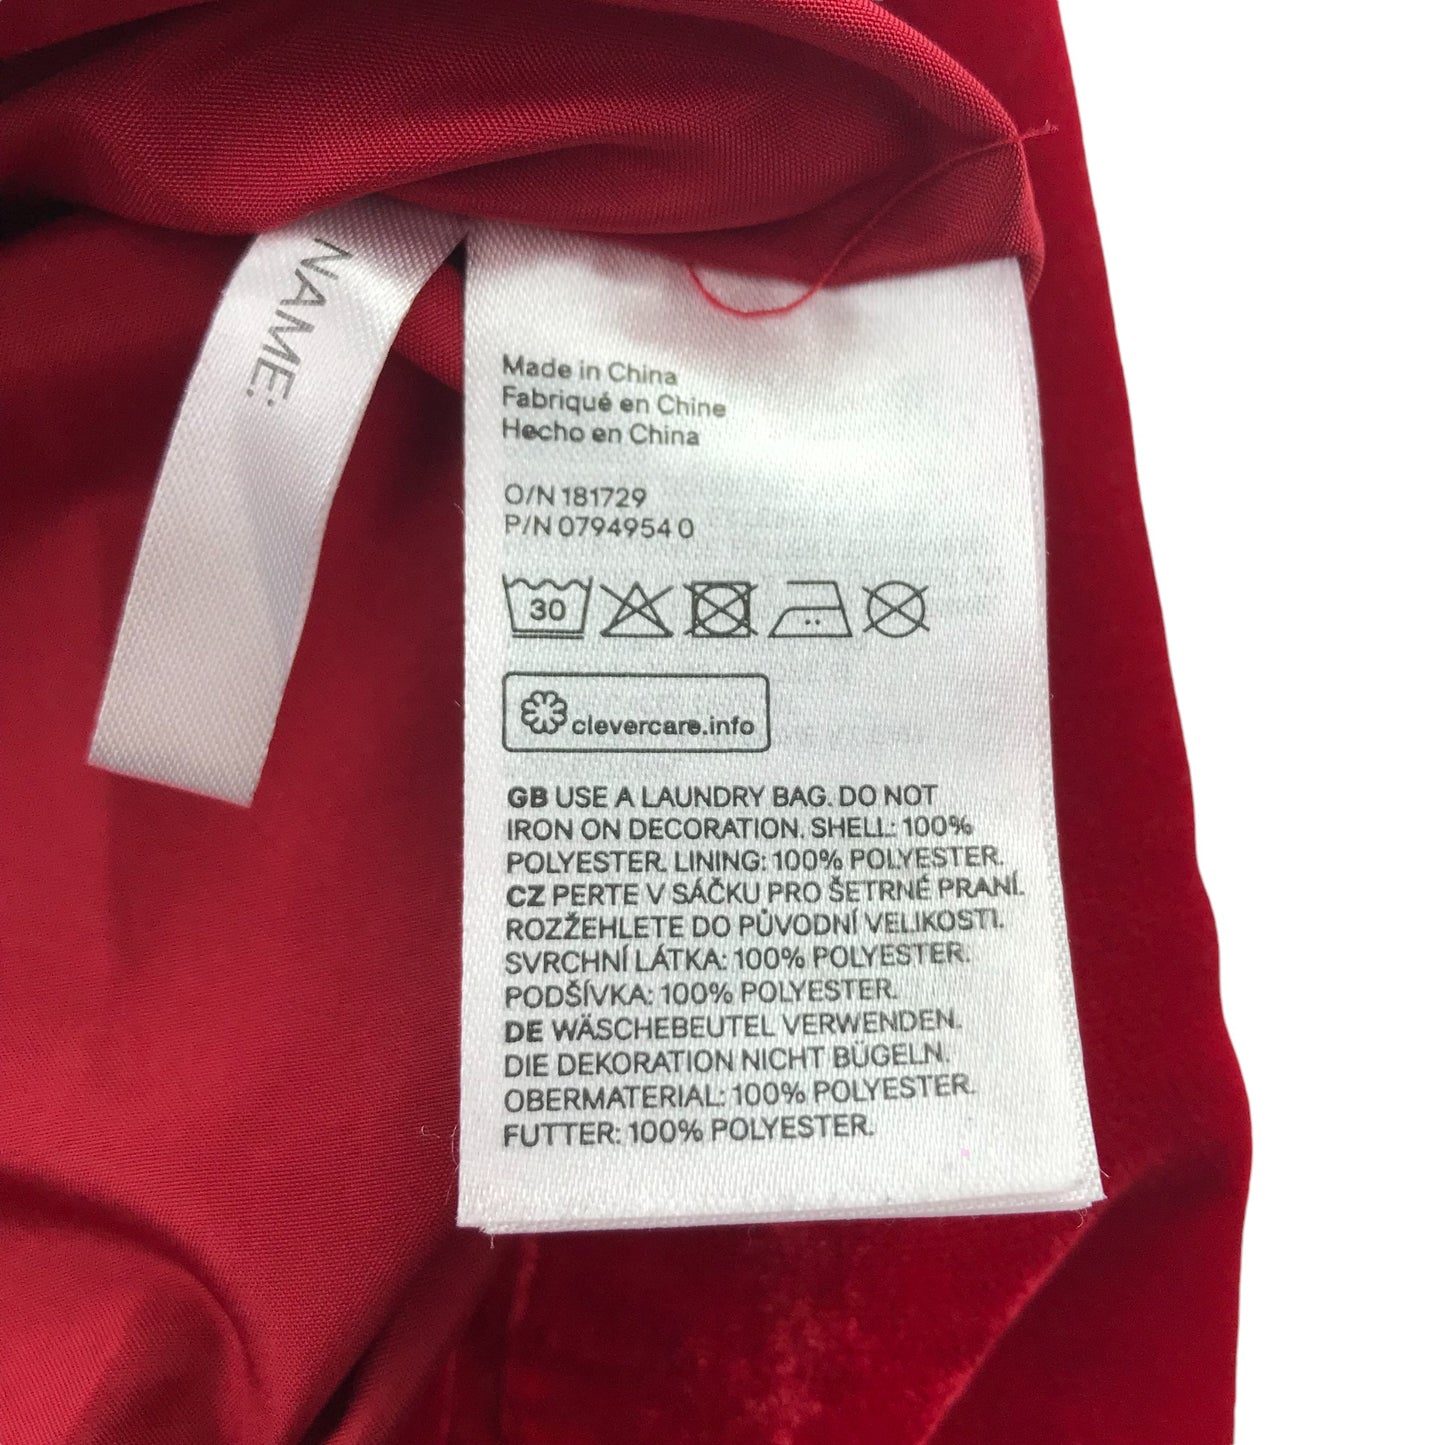 NAME:
Made in China
Fabriqué en Chine
Hecho en China
O/N 181729
P/N 0794954 0
30
clevercare.info
GB USE A LAUNDRY BAG. DO NOT
IRON ON DECORATION. SHELL: 100%
POLYESTER. LINING: 100% POLYESTER.
CZ PERTE V SÁČKU PRO ŠETRNÉ PRANÍ.
ROZŽEHLETE DO PŮVODNÍ VELIKOSTI.
SVRCHNÍ LÁTKA: 100% POLYESTER.
PODŠÍVKA: 100% POLYESTER.
DE WÄSCHEBEUTEL VERWENDEN.
DIE DEKORATION NICHT BÜGELN.
OBERMATERIAL: 100% POLYESTER.
FUTTER: 100% POLYESTER.